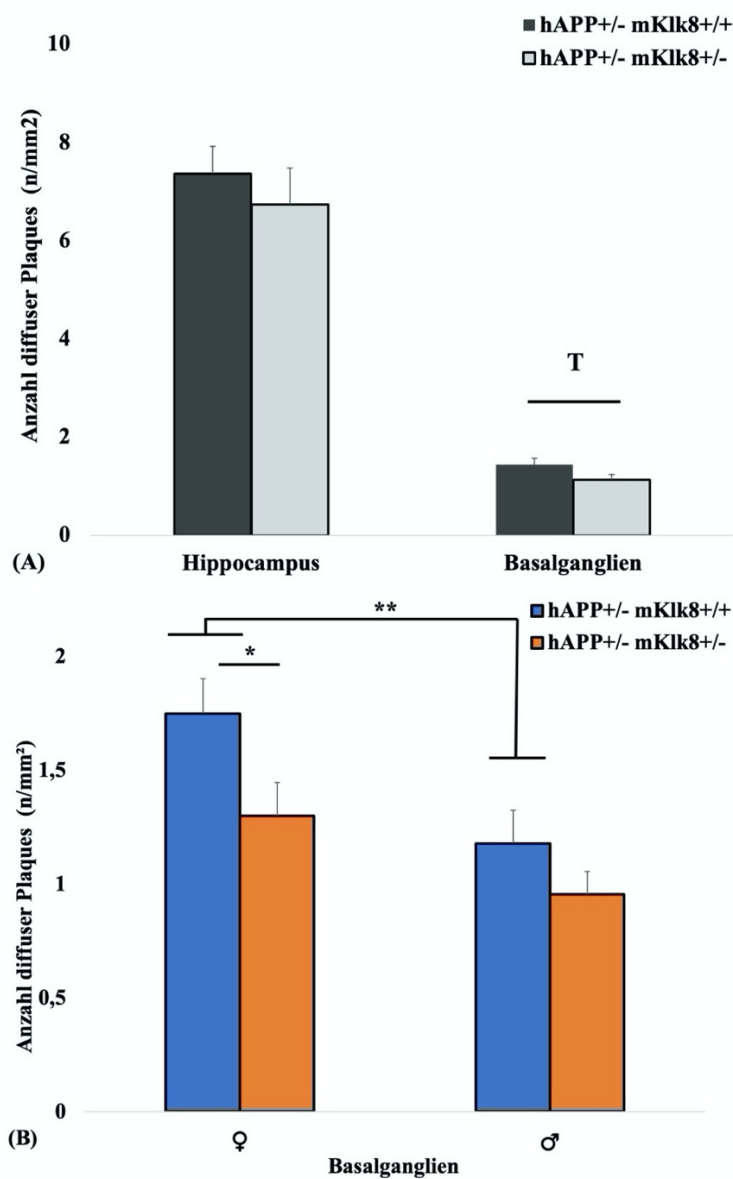 hAPP+/- mKlk8+/+
hAPP+/- mKlk8+/-
10
8
6
4
2
0
Anzahl diffuser Plaques (n/mm2)
T
Hippocampus
Basalganglien
(A)
hAPP+/- mKlk8+/+
hAPP+/- mKlk8+/-
**
*
2
1,5
1
0,5
0
Anzahl diffuser Plaques (n/mm²)
♀
♂
Basalganglien
(B)